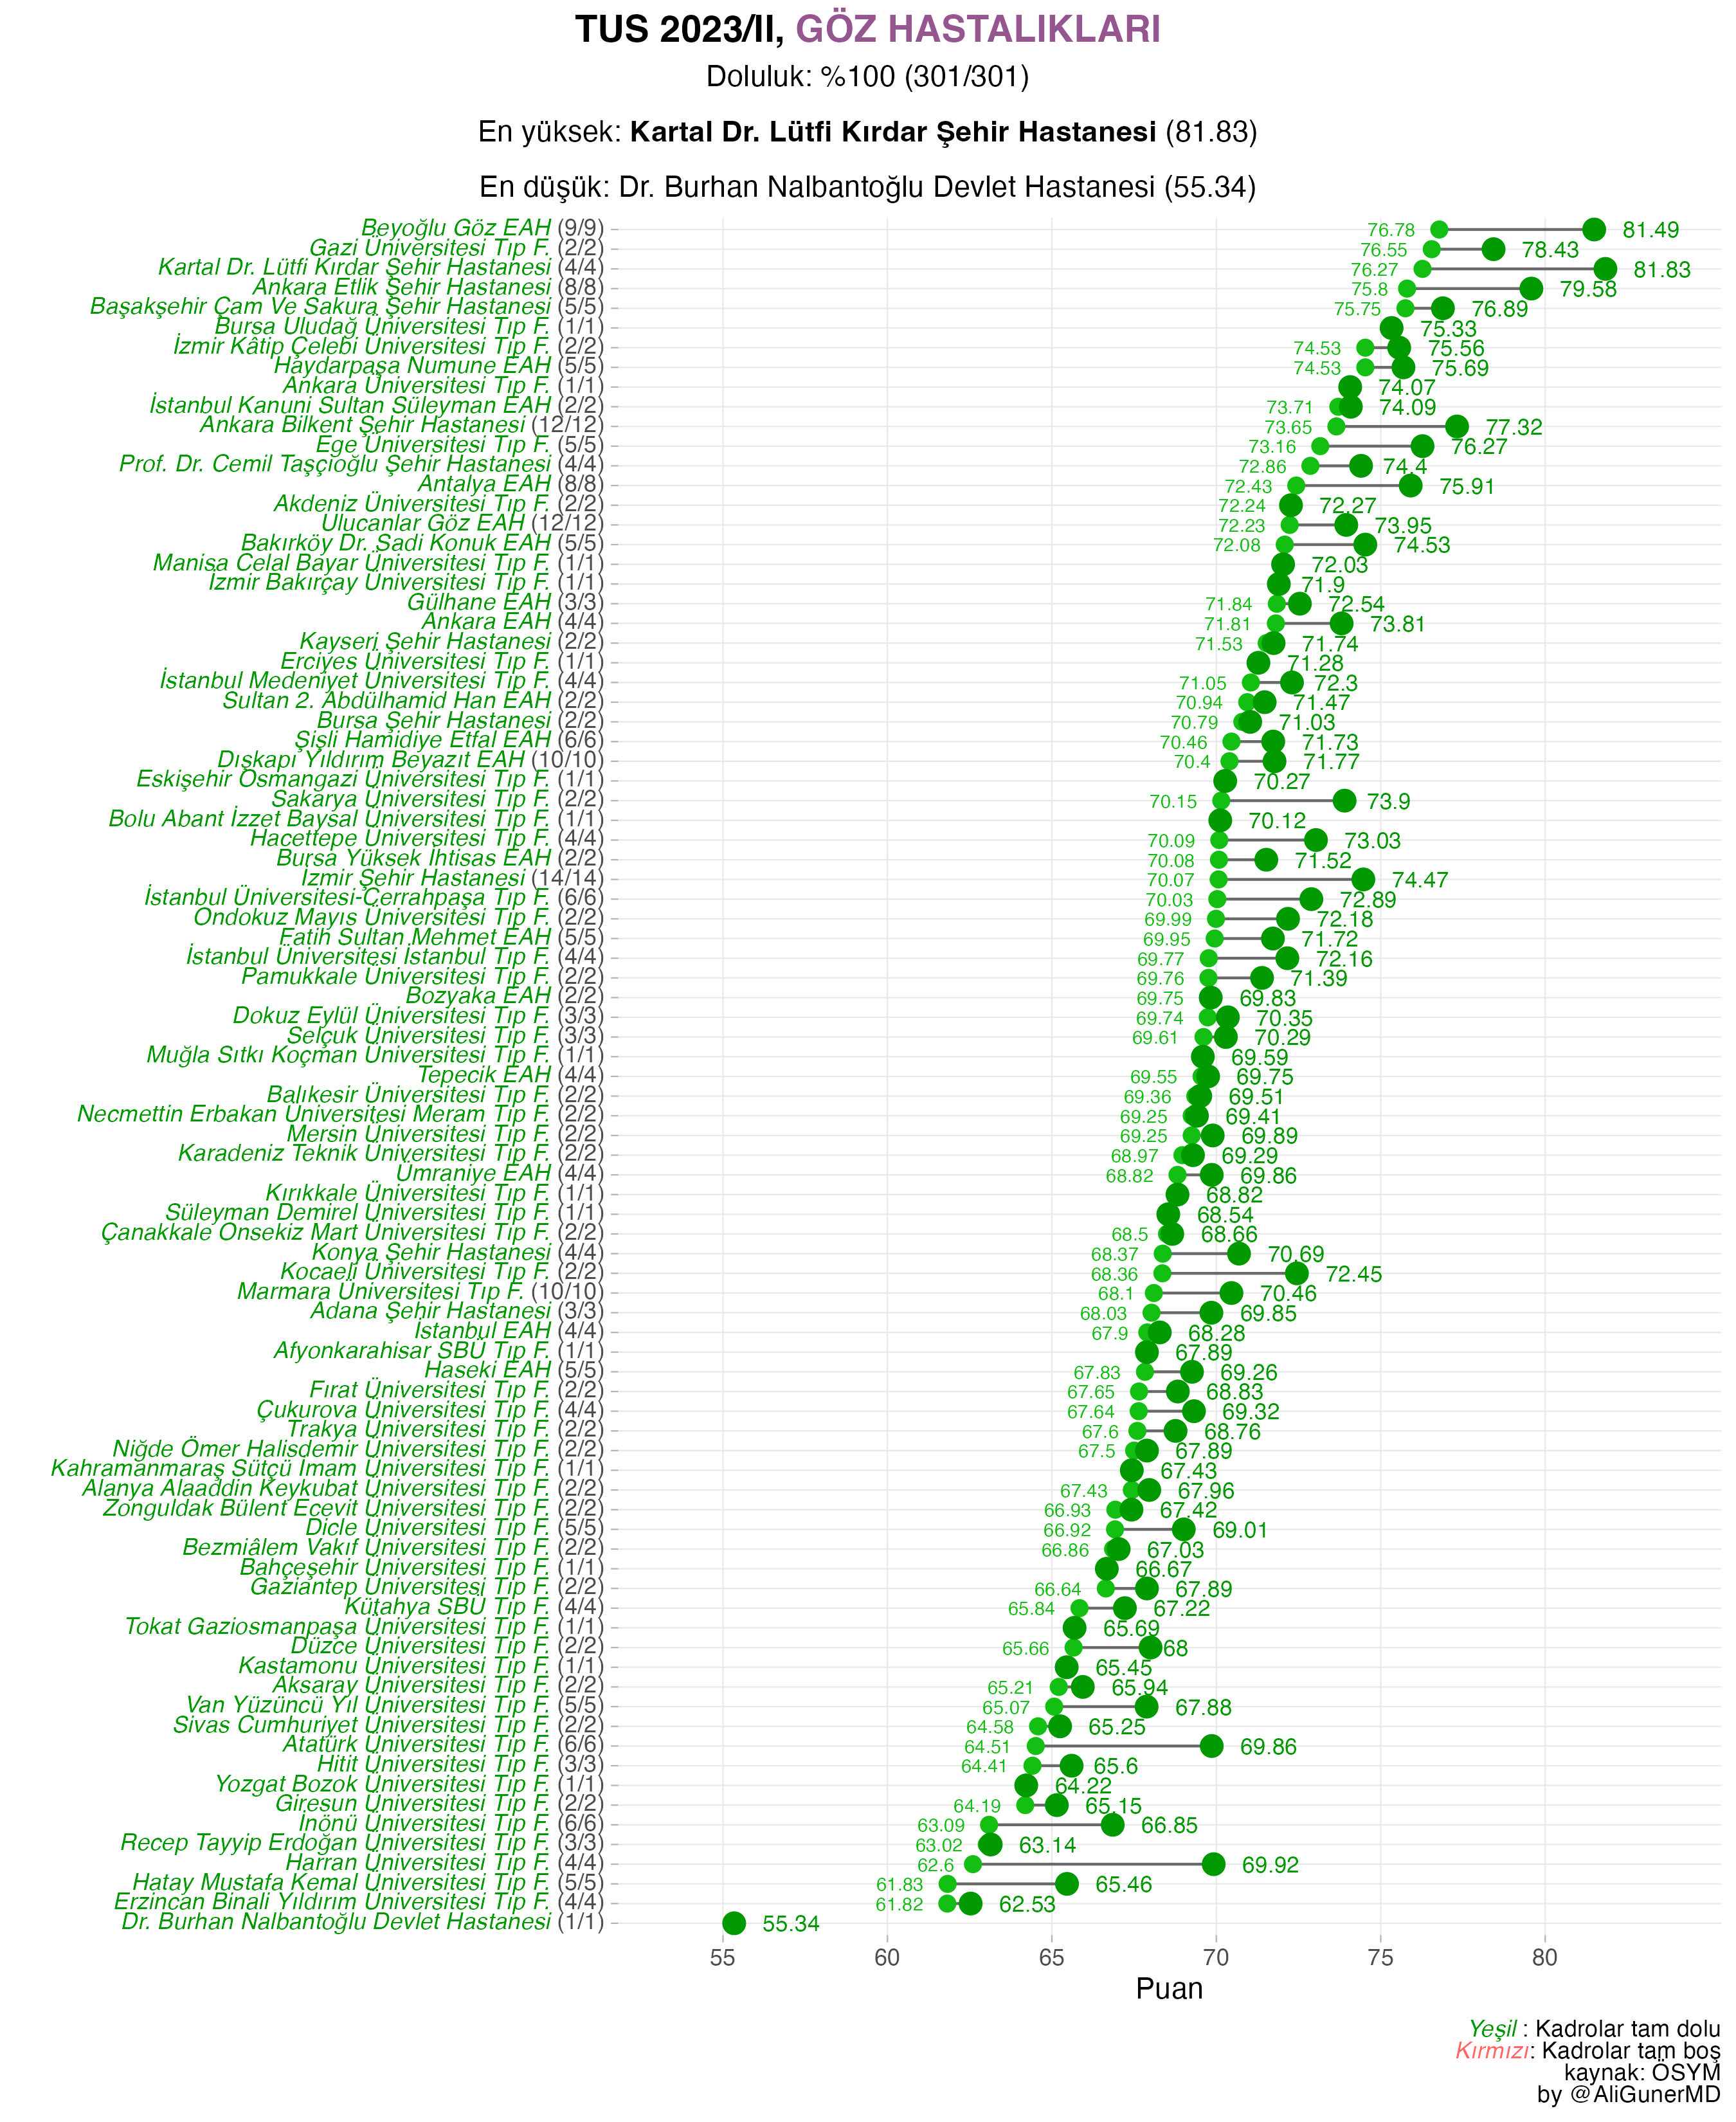 TUS 2023/II, GÖZ HASTALIKLARI
Doluluk: %100 (301/301)
En yüksek: Kartal Dr. Lütfi Kırdar Şehir Hastanesi (81.83)
En düşük: Dr. Burhan Nalbantoğlu Devlet Hastanesi (55.34)
Beyoğlu Göz EAH (9/9) 76.78 81.49
Gazi Üniversitesi Tıp F. (2/2) 76.55 78.43
Kartal Dr. Lütfi Kırdar Şehir Hastanesi (4/4) 76.27 81.83
Ankara Etlik Şehir Hastanesi (8/8) 75.8 79.58
Başakşehir Çam Ve Sakura Şehir Hastanesi (5/5) 75.75 76.89
Bursa Uludağ Üniversitesi Tıp F. (1/1) 75.33
İzmir Kâtip Çelebi Üniversitesi Tıp F. (2/2) 74.53 75.56
Haydarpaşa Numune EAH (5/5) 74.53 75.69
Ankara Üniversitesi Tıp F. (1/1) 74.07
İstanbul Kanuni Sultan Süleyman EAH (2/2) 73.71 74.09
Ankara Bilkent Şehir Hastanesi (12/12) 73.65 77.32
Ege Üniversitesi Tıp F. (5/5) 73.16 76.27
Prof. Dr. Cemil Taşçıoğlu Şehir Hastanesi (4/4) 72.86 74.4
Antalya EAH (8/8) 72.43 75.91
Akdeniz Üniversitesi Tıp F. (2/2) 72.24 72.27
Ulucanlar Göz EAH (12/12) 72.23 73.95
Bakırköy Dr. Sadi Konuk EAH (5/5) 72.08 74.53
Manisa Celal Bayar Üniversitesi Tıp F. (1/1) 72.03
İzmir Bakırçay Üniversitesi Tıp F. (1/1) 71.9
Gülhane EAH (3/3) 71.84 72.54
Ankara EAH (4/4) 71.81 73.81
Kayseri Şehir Hastanesi (2/2) 71.53 71.74
Erciyes Üniversitesi Tıp F. (1/1) 71.28
İstanbul Medeniyet Üniversitesi Tıp F. (4/4) 71.05 72.3
Sultan 2. Abdülhamid Han EAH (2/2) 70.94 71.47
Bursa Şehir Hastanesi (2/2) 70.79 71.03
Şişli Hamidiye Etfal EAH (6/6) 70.46 71.73
Dışkapı Yıldırım Beyazıt EAH (10/10) 70.4 71.77
Eskişehir Osmangazi Üniversitesi Tıp F. (1/1) 70.27
Sakarya Üniversitesi Tıp F. (2/2) 70.15 73.9
Bolu Abant İzzet Baysal Üniversitesi Tıp F. (1/1) 70.12
Hacettepe Üniversitesi Tıp F. (4/4) 70.09 73.03
Bursa Yüksek İhtisas EAH (2/2) 70.08 71.52
İzmir Şehir Hastanesi (14/14) 70.07 74.47
İstanbul Üniversitesi-Cerrahpaşa Tıp F. (6/6) 70.03 72.89
Ondokuz Mayıs Üniversitesi Tıp F. (2/2) 69.99 72.18
Fatih Sultan Mehmet EAH (5/5) 69.95 71.72
İstanbul Üniversitesi İstanbul Tıp F. (4/4) 69.77 72.16
Pamukkale Üniversitesi Tıp F. (2/2) 69.76 71.39
Bozyaka EAH (2/2) 69.75 69.83
Dokuz Eylül Üniversitesi Tıp F. (3/3) 69.74 70.35
Selçuk Üniversitesi Tıp F. (3/3) 69.61 70.29
Muğla Sıtkı Koçman Üniversitesi Tıp F. (1/1) 69.59
Tepecik EAH (4/4) 69.55 69.75
Balıkesir Üniversitesi Tıp F. (2/2) 69.36 69.51
Necmettin Erbakan Üniversitesi Meram Tıp F. (2/2) 69.25 69.41
Mersin Üniversitesi Tıp F. (2/2) 69.25 69.89
Karadeniz Teknik Üniversitesi Tıp F. (2/2) 68.97 69.29
Ümraniye EAH (4/4) 68.82 69.86
Kırıkkale Üniversitesi Tıp F. (1/1) 68.82
Süleyman Demirel Üniversitesi Tıp F. (1/1) 68.54
Çanakkale Onsekiz Mart Üniversitesi Tıp F. (2/2) 68.5 68.66
Konya Şehir Hastanesi (4/4) 68.37 70.69
Kocaeli Üniversitesi Tıp F. (2/2) 68.36 72.45
Marmara Üniversitesi Tıp F. (10/10) 68.1 70.46
Adana Şehir Hastanesi (3/3) 68.03 69.85
İstanbul EAH (4/4) 67.9 68.28
Afyonkarahisar SBÜ Tıp F. (1/1) 67.89
Haseki EAH (5/5) 67.83 69.26
Fırat Üniversitesi Tıp F. (2/2) 67.65 68.83
Çukurova Üniversitesi Tıp F. (4/4) 67.64 69.32
Trakya Üniversitesi Tıp F. (2/2) 67.6 68.76
Niğde Ömer Halisdemir Üniversitesi Tıp F. (2/2) 67.5 67.89
Kahramanmaraş Sütçü İmam Üniversitesi Tıp F. (1/1) 67.43
Alanya Alaaddin Keykubat Üniversitesi Tıp F. (2/2) 67.43 67.96
Zonguldak Bülent Ecevit Üniversitesi Tıp F. (2/2) 66.93 67.42
Dicle Üniversitesi Tıp F. (5/5) 66.92 69.01
Bezmiâlem Vakıf Üniversitesi Tıp F. (2/2) 66.86 67.03
Bahçeşehir Üniversitesi Tıp F. (1/1) 66.67
Gaziantep Üniversitesi Tıp F. (2/2) 66.64 67.89
Kütahya SBÜ Tıp F. (4/4) 65.84 67.22
Tokat Gaziosmanpaşa Üniversitesi Tıp F. (1/1) 65.69
Düzce Üniversitesi Tıp F. (2/2) 65.66 68
Kastamonu Üniversitesi Tıp F. (1/1) 65.45
Aksaray Üniversitesi Tıp F. (2/2) 65.21 65.94
Van Yüzüncü Yıl Üniversitesi Tıp F. (5/5) 65.07 67.88
Sivas Cumhuriyet Üniversitesi Tıp F. (2/2) 64.58 65.25
Atatürk Üniversitesi Tıp F. (6/6) 64.51 69.86
Hitit Üniversitesi Tıp F. (3/3) 64.41 65.6
Yozgat Bozok Üniversitesi Tıp F. (1/1) 64.22
Giresun Üniversitesi Tıp F. (2/2) 64.19 65.15
İnönü Üniversitesi Tıp F. (6/6) 63.09 66.85
Recep Tayyip Erdoğan Üniversitesi Tıp F. (3/3) 63.02 63.14
Harran Üniversitesi Tıp F. (4/4) 62.6 69.92
Hatay Mustafa Kemal Üniversitesi Tıp F. (5/5) 61.83 65.46
Erzincan Binali Yıldırım Üniversitesi Tıp F. (4/4) 61.82 62.53
Dr. Burhan Nalbantoğlu Devlet Hastanesi (1/1) 55.34
55 60 65 70 75 80
Puan
Yeşil : Kadrolar tam dolu
Kırmızı: Kadrolar tam boş
kaynak: ÖSYM
by @AliGunerMD